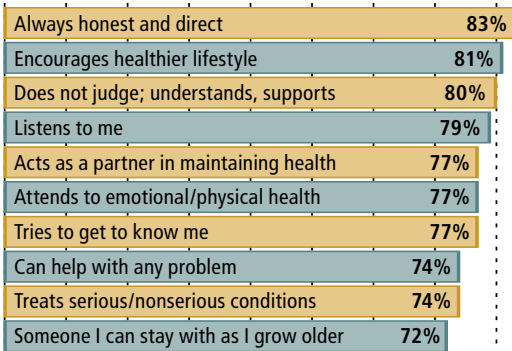 Always honest and direct 83%
Encourages healthier lifestyle 81%
Does not judge; understands, supports 80%
Listens to me 79%
Acts as a partner in maintaining health 77%
Attends to emotional/physical health 77%
Tries to get to know me 77%
Can help with any problem 74%
Treats serious/nonserious conditions 74%
Someone I can stay with as I grow older 72%